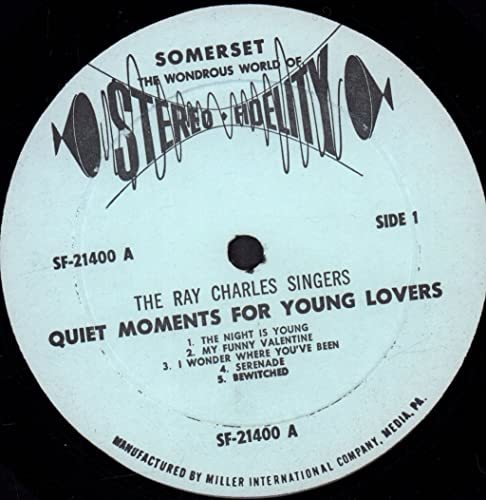 SOMERSET
THE WONDROUS WORLD OF
STEREO • FIDELITY
SIDE 1
SF-21400 A
THE RAY CHARLES SINGERS
QUIET MOMENTS FOR YOUNG LOVERS
1. THE NIGHT IS YOUNG
2. MY FUNNY VALENTINE
3. I WONDER WHERE YOU'VE BEEN
4. SERENADE
5. BEWITCHED
SF-21400 A
MANUFACTURED BY MILLER INTERNATIONAL COMPANY, MEDIA, PA.